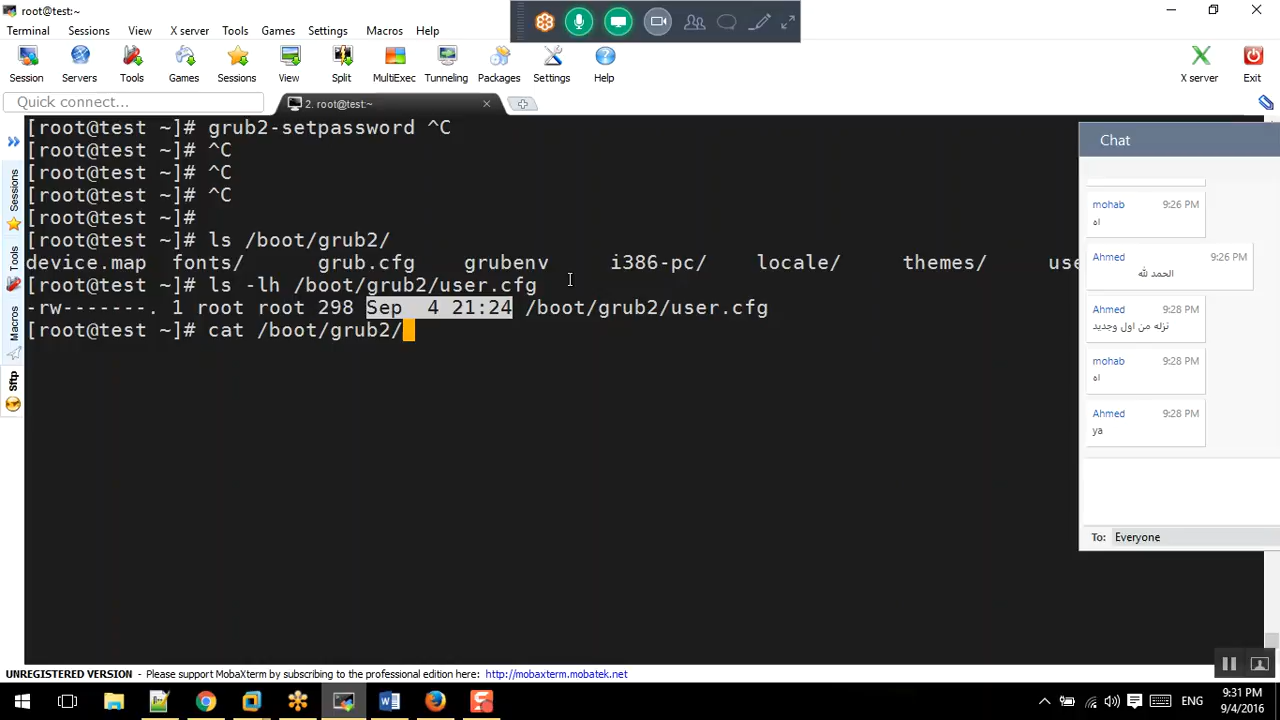 root@test:~
Terminal Sessions View X server Tools Games Settings Macros Help
Session Servers Tools Games Sessions View Split MultiExec Tunneling Packages Settings Help X server Exit
Quick connect...
2. root@test:~
[root@test ~]# grub2-setpassword ^C
[root@test ~]# ^C
[root@test ~]# ^C
[root@test ~]# ^C
[root@test ~]#
[root@test ~]# ls /boot/grub2/
device.map fonts/ grub.cfg grubenv i386-pc/ locale/ themes/ use
[root@test ~]# ls -lh /boot/grub2/user.cfg
-rw-------. 1 root root 298 Sep 4 21:24 /boot/grub2/user.cfg
[root@test ~]# cat /boot/grub2/
Sessions
Tools
Macros
Sftp
Chat
mohab 9:26 PM
اه
Ahmed 9:26 PM
الحمد لله
Ahmed 9:28 PM
نزله من اول وجديد
mohab 9:28 PM
اه
Ahmed 9:28 PM
ya
To: Everyone
UNREGISTERED VERSION - Please support MobaXterm by subscribing to the professional edition here: http://mobaxterm.mobatek.net
ENG
9:31 PM
9/4/2016